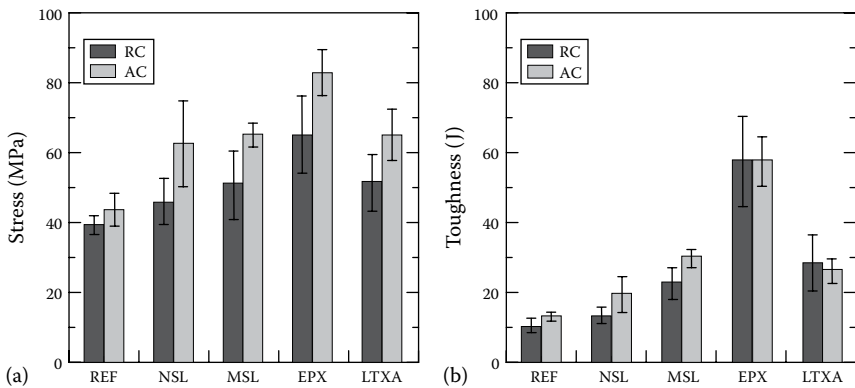 100
80
60
40
20
0
Stress (MPa)
RC
AC
REF NSL MSL EPX LTXA
(a)
100
80
60
40
20
0
Toughness (J)
RC
AC
REF NSL MSL EPX LTXA
(b)